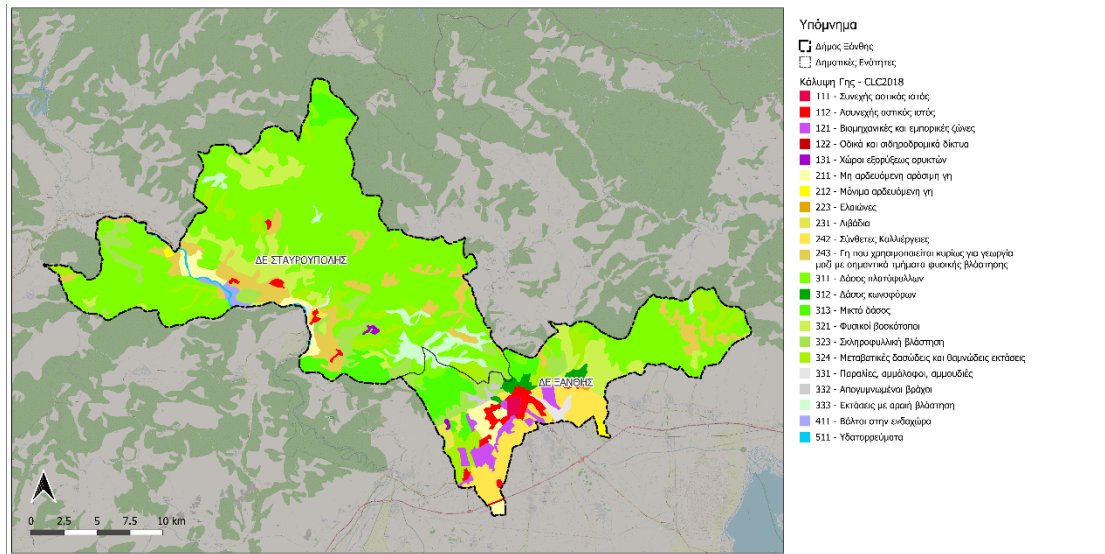 ΔΕ ΣΤΑΥΡΟΥΠΟΛΗΣ
ΔΕ ΞΑΝΘΗΣ
0 2.5 5 7.5 10 km
Υπόμνημα
Δήμος Ξάνθης
Δημοτικές Ενότητες
Κάλυψη Γης - CLC2018
111 - Συνεχής αστικός ιστός
112 - Ασυνεχής αστικός ιστός
121 - Βιομηχανικές και εμπορικές ζώνες
122 - Οδικά και σιδηροδρομικά δίκτυα
131 - Χώροι εξορύξεως ορυκτών
211 - Μη αρδευόμενη αρόσιμη γη
212 - Μόνιμα αρδευόμενη γη
223 - Ελαιώνες
231 - Λιβάδια
242 - Σύνθετες Καλλιέργειες
243 - Γη που χρησιμοποιείται κυρίως για γεωργία
μαζί με σημαντικά τμήματα φυσικής βλάστησης
311 - Δάσος πλατύφυλλων
312 - Δάσος κωνοφόρων
313 - Μικτό δάσος
321 - Φυσικοί βοσκότοποι
323 - Σκληροφυλλική βλάστηση
324 - Μεταβατικές δασώδεις και θαμνώδεις εκτάσεις
331 - Παραλίες, αμμόλοφοι, αμμουδιές
332 - Απογυμνωμένοι βράχοι
333 - Εκτάσεις με αραιή βλάστηση
411 - Βάλτοι στην ενδοχώρα
511 - Υδατορρεύματα